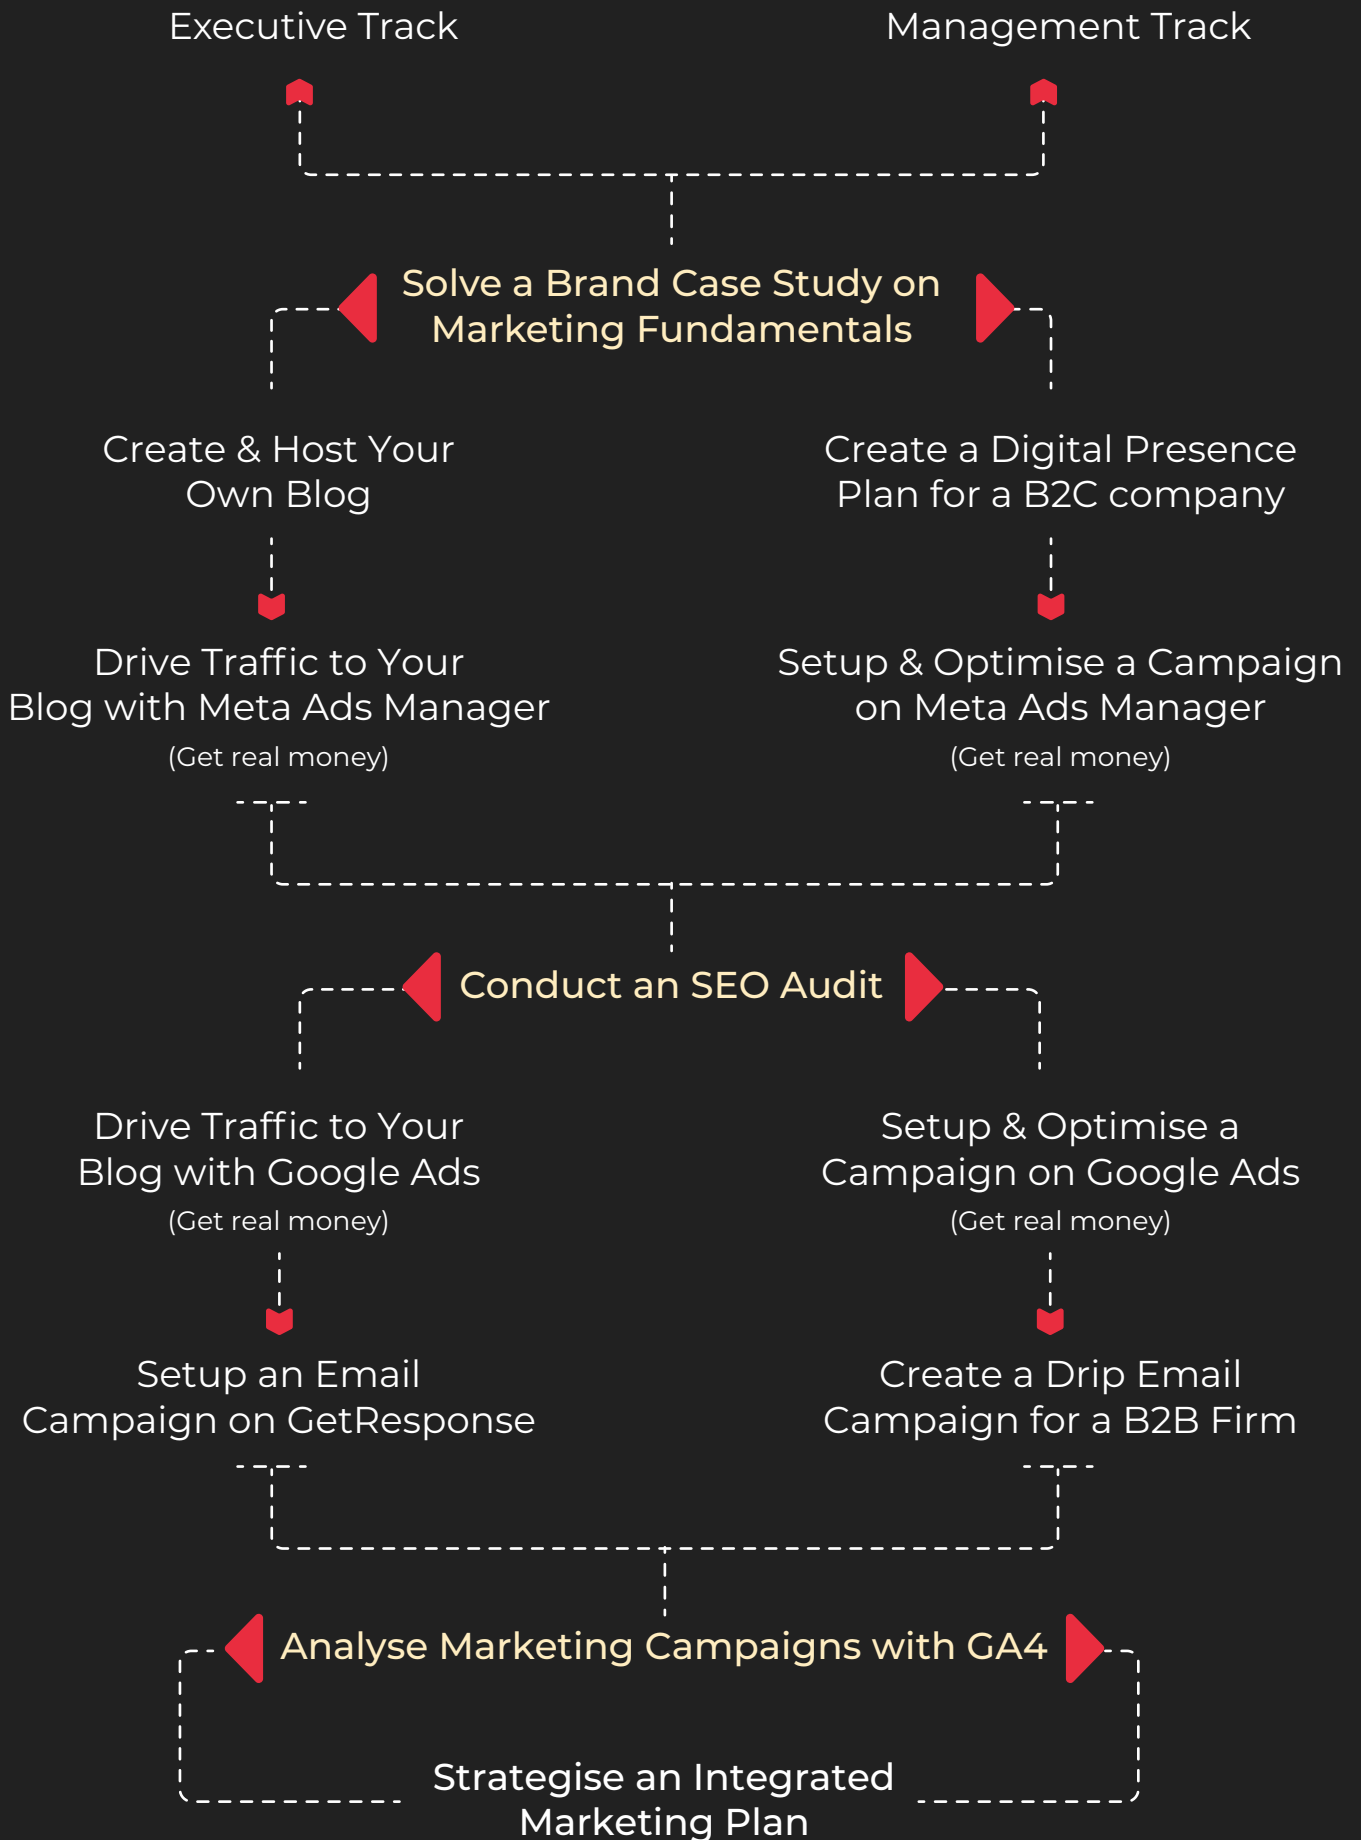 Executive Track
Management Track
Solve a Brand Case Study on
Marketing Fundamentals
Create & Host Your
Own Blog
Create a Digital Presence
Plan for a B2C company
Drive Traffic to Your
Blog with Meta Ads Manager
(Get real money)
Setup & Optimise a Campaign
on Meta Ads Manager
(Get real money)
Conduct an SEO Audit
Drive Traffic to Your
Blog with Google Ads
(Get real money)
Setup & Optimise a
Campaign on Google Ads
(Get real money)
Setup an Email
Campaign on GetResponse
Create a Drip Email
Campaign for a B2B Firm
Analyse Marketing Campaigns with GA4
Strategise an Integrated
Marketing Plan